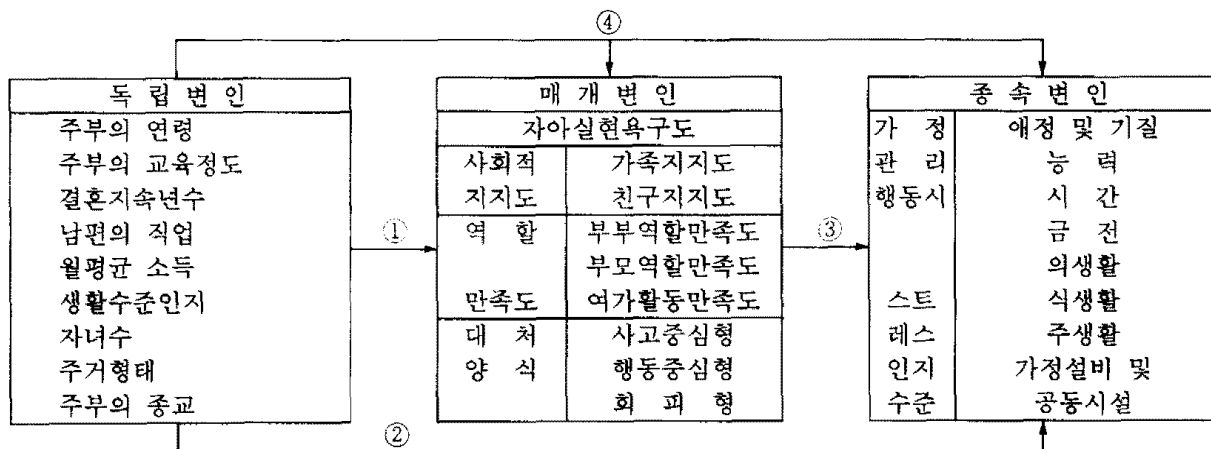 ④
독 립 변 인
주부의 연령
주부의 교육정도
결혼지속년수
남편의 직업
월평균 소득
생활수준인지
자녀수
주거형태
주부의 종교
①
②
매 개 변 인
자아실현욕구도
사회적 가족지지도
지지도 친구지지도
역 할 부부역할만족도
부모역할만족도
만족도 여가활동만족도
대 처 사고중심형
양 식 행동중심형
회 피 형
③
종 속 변 인
가 정 애정 및 기질
관 리 능 력
행동시 시 간
금 전
의생활
스트 식생활
레스 주생활
인지 가정설비 및
수준 공동시설